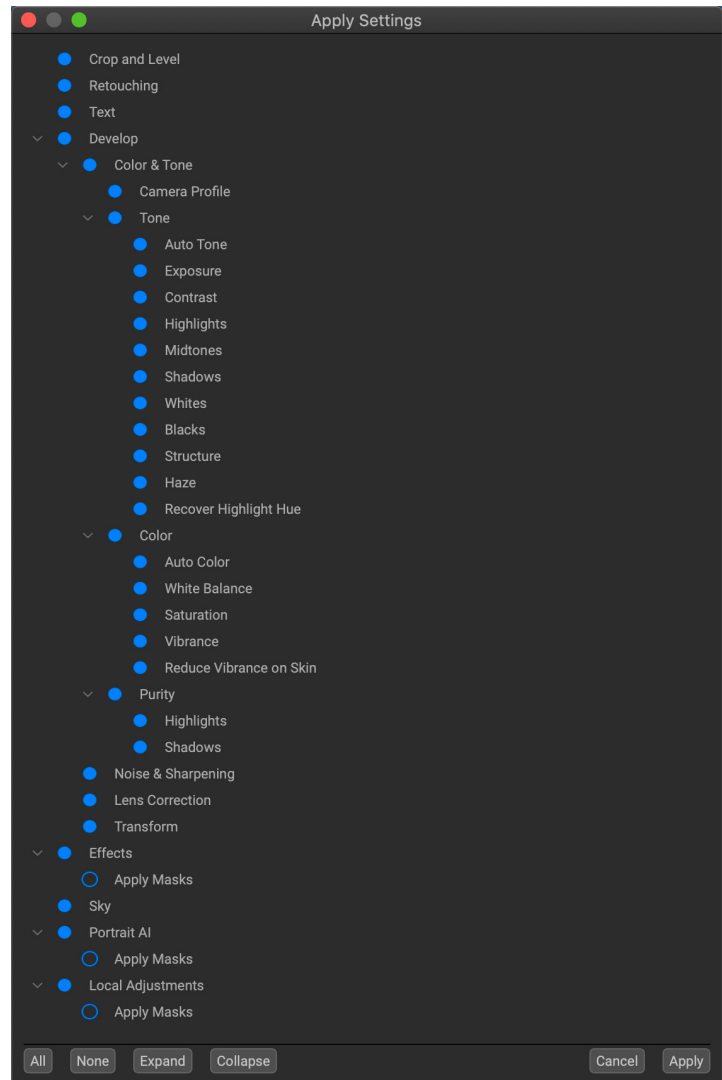 Apply Settings
Crop and Level
Retouching
Text
Develop
Color & Tone
Camera Profile
Tone
Auto Tone
Exposure
Contrast
Highlights
Midtones
Shadows
Whites
Blacks
Structure
Haze
Recover Highlight Hue
Color
Auto Color
White Balance
Saturation
Vibrance
Reduce Vibrance on Skin
Purity
Highlights
Shadows
Noise & Sharpening
Lens Correction
Transform
Effects
Apply Masks
Sky
Portrait AI
Apply Masks
Local Adjustments
Apply Masks
All None Expand Collapse Cancel Apply